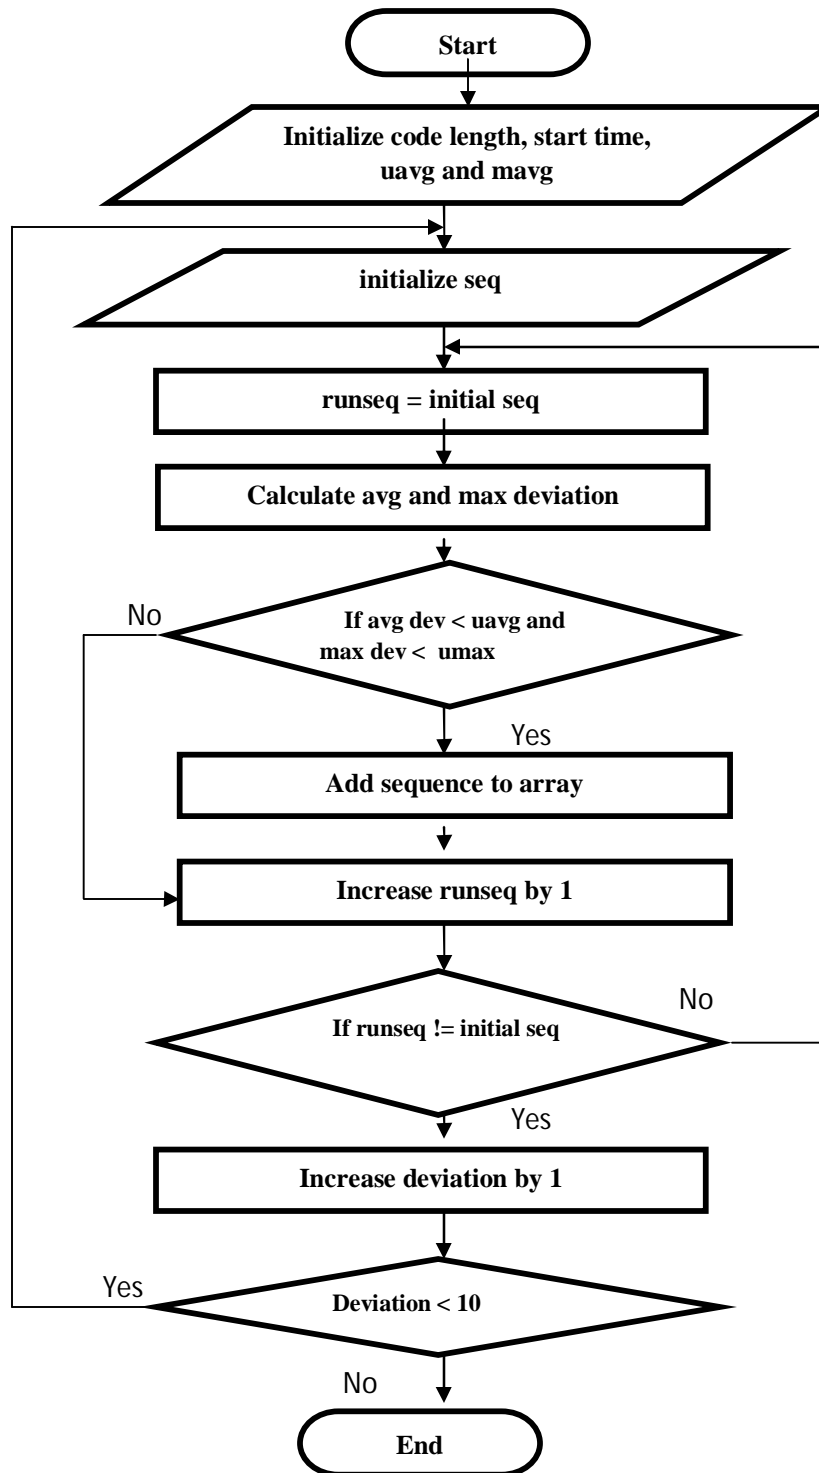 Start
Initialize code length, start time,
uavg and mavg
initialize seq
runseq = initial seq
Calculate avg and max deviation
No
If avg dev < uavg and
max dev < umax
Yes
Add sequence to array
Increase runseq by 1
No
If runseq != initial seq
Yes
Increase deviation by 1
Yes
Deviation < 10
No
End